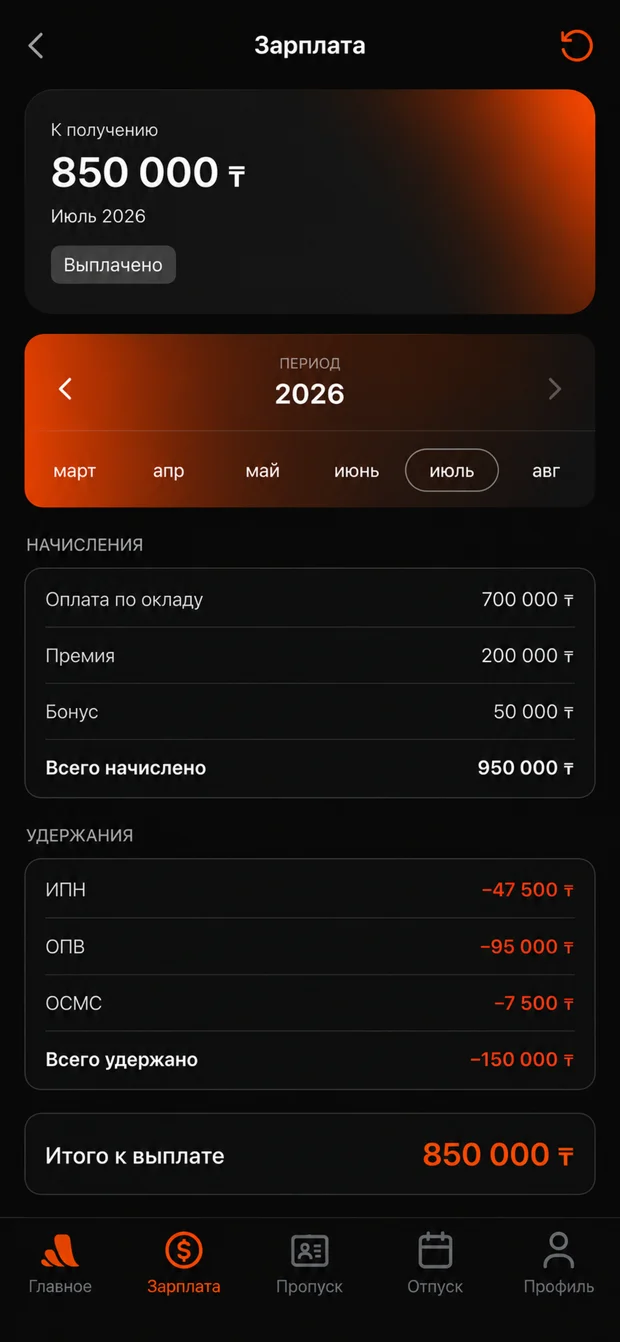 Зарплата
К получению
850 000 ₸
Июль 2026
Выплачено
ПЕРИОД
2026
март апр май июнь июль авг
НАЧИСЛЕНИЯ
Оплата по окладу 700 000 ₸
Премия 200 000 ₸
Бонус 50 000 ₸
Всего начислено 950 000 ₸
УДЕРЖАНИЯ
ИПН −47 500 ₸
ОПВ −95 000 ₸
ОСМС −7 500 ₸
Всего удержано −150 000 ₸
Итого к выплате 850 000 ₸
Главное Зарплата Пропуск Отпуск Профиль